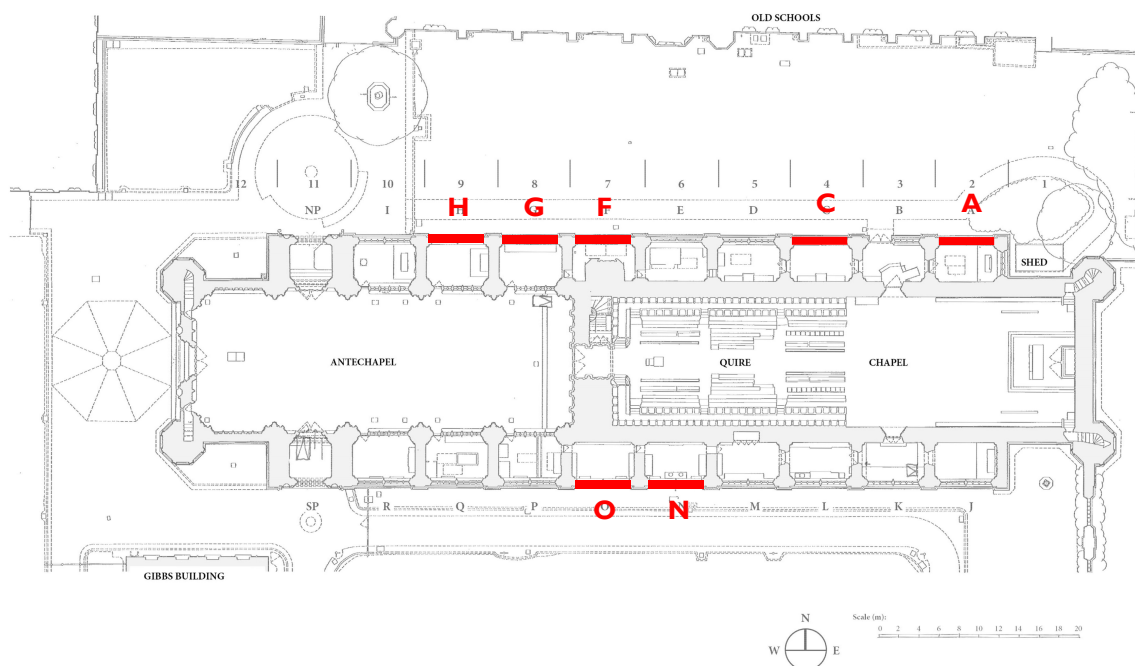 OLD SCHOOLS
12 11 10 9 8 7 6 5 4 3 2 1
NP I H G F E D C B A
H G F C A
SHED
ANTECHAPEL QUIRE CHAPEL
O N
SP R Q P O N M L K J
GIBBS BUILDING
N
W E
Scale (m):
0 2 4 6 8 10 12 14 16 18 20